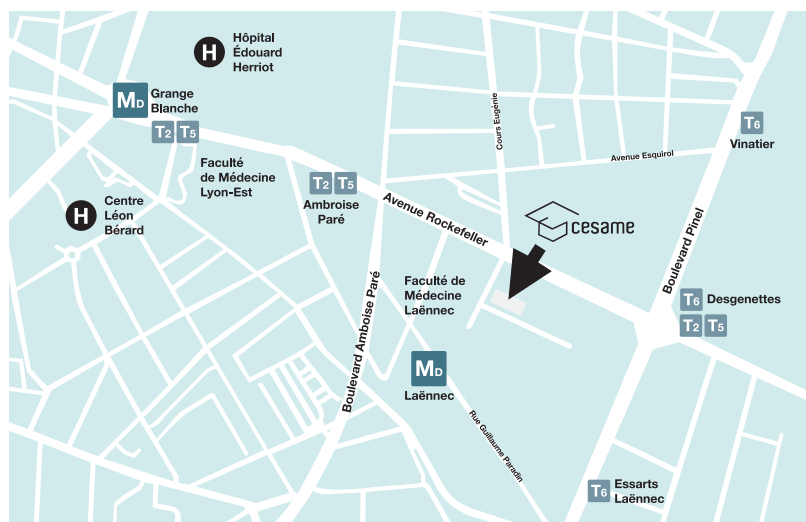 H
Hôpital
Édouard
Herriot
MD
Grange
Blanche
T2 T5
Faculté
de Médecine
Lyon-Est
H
Centre
Léon
Bérard
T2 T5
Ambroise
Paré
Avenue Rockefeller
Cours Eugénie
Avenue Esquirol
T6
Vinatier
cesame
Boulevard Pinel
T6 Desgenettes
T2 T5
Faculté de
Médecine
Laënnec
Boulevard Amboise Paré
MD
Laënnec
Rue Guillaume Paradin
T6
Essarts
Laënnec